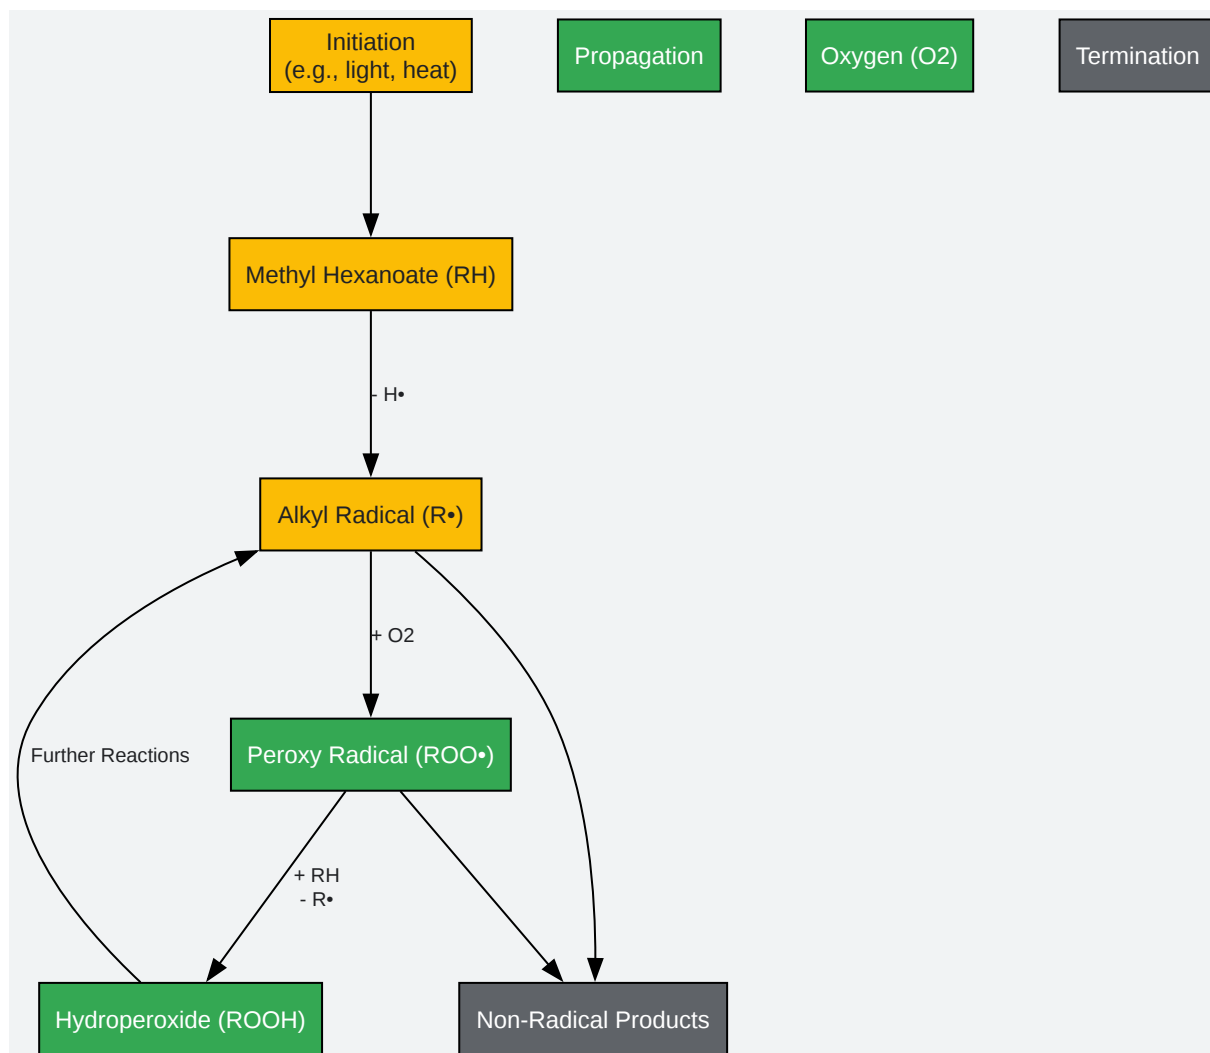 Initiation
(e.g., light, heat)
Propagation
Oxygen (O2)
Termination
Methyl Hexanoate (RH)
- H•
Alkyl Radical (R•)
+ O2
Further Reactions
Peroxy Radical (ROO•)
+ RH
- R•
Hydroperoxide (ROOH)
Non-Radical Products